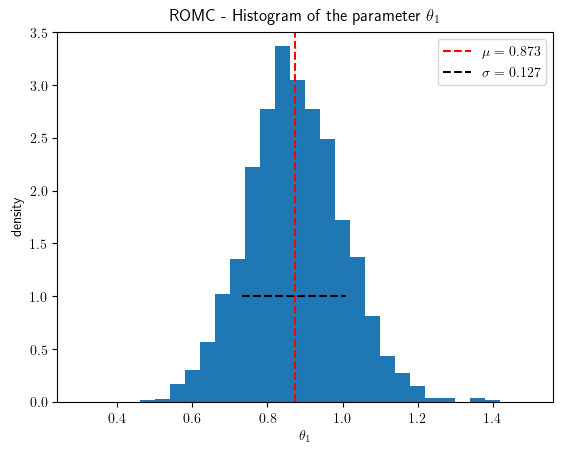 ROMC - Histogram of the parameter θ₁
μ = 0.873
σ = 0.127
3.5
3.0
2.5
2.0
1.5
1.0
0.5
0.0
density
0.4 0.6 0.8 1.0 1.2 1.4
θ₁